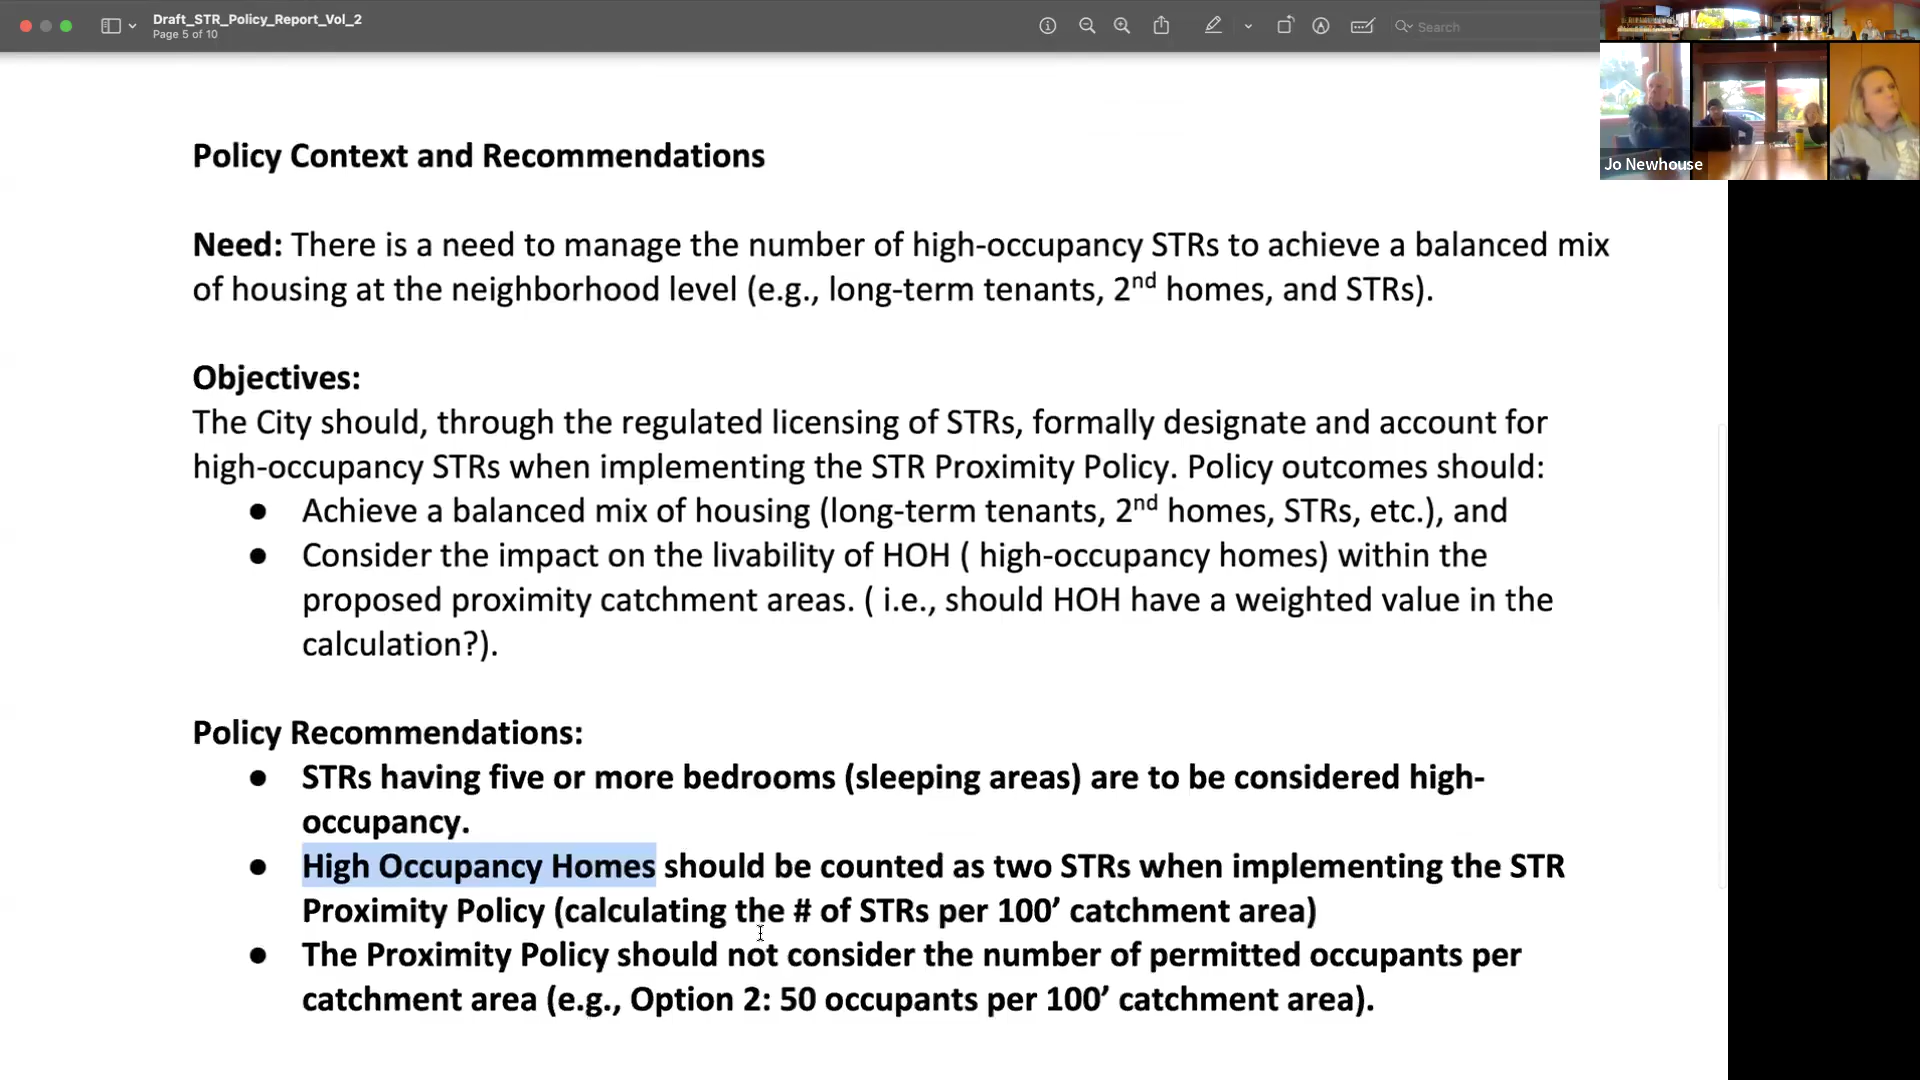 Draft_STR_Policy_Report_Vol_2
Page 5 of 10
Search
Jo Newhouse
Policy Context and Recommendations
Need: There is a need to manage the number of high-occupancy STRs to achieve a balanced mix
of housing at the neighborhood level (e.g., long-term tenants, 2nd homes, and STRs).
Objectives:
The City should, through the regulated licensing of STRs, formally designate and account for
high-occupancy STRs when implementing the STR Proximity Policy. Policy outcomes should:
● Achieve a balanced mix of housing (long-term tenants, 2nd homes, STRs, etc.), and
● Consider the impact on the livability of HOH ( high-occupancy homes) within the
proposed proximity catchment areas. ( i.e., should HOH have a weighted value in the
calculation?).
Policy Recommendations:
● STRs having five or more bedrooms (sleeping areas) are to be considered high-
occupancy.
● High Occupancy Homes should be counted as two STRs when implementing the STR
Proximity Policy (calculating the # of STRs per 100’ catchment area)
● The Proximity Policy should not consider the number of permitted occupants per
catchment area (e.g., Option 2: 50 occupants per 100’ catchment area).